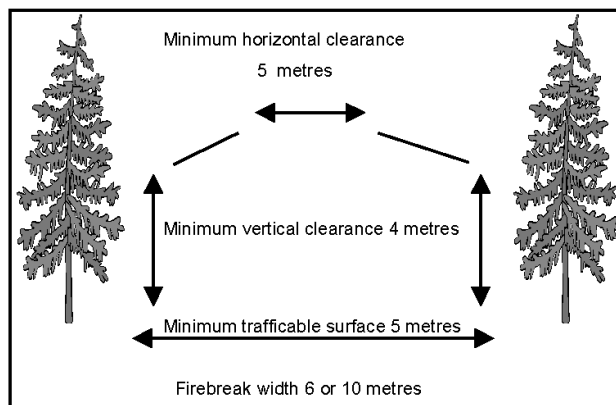 Minimum horizontal clearance
5 metres
Minimum vertical clearance 4 metres
Minimum trafficable surface 5 metres
Firebreak width 6 or 10 metres